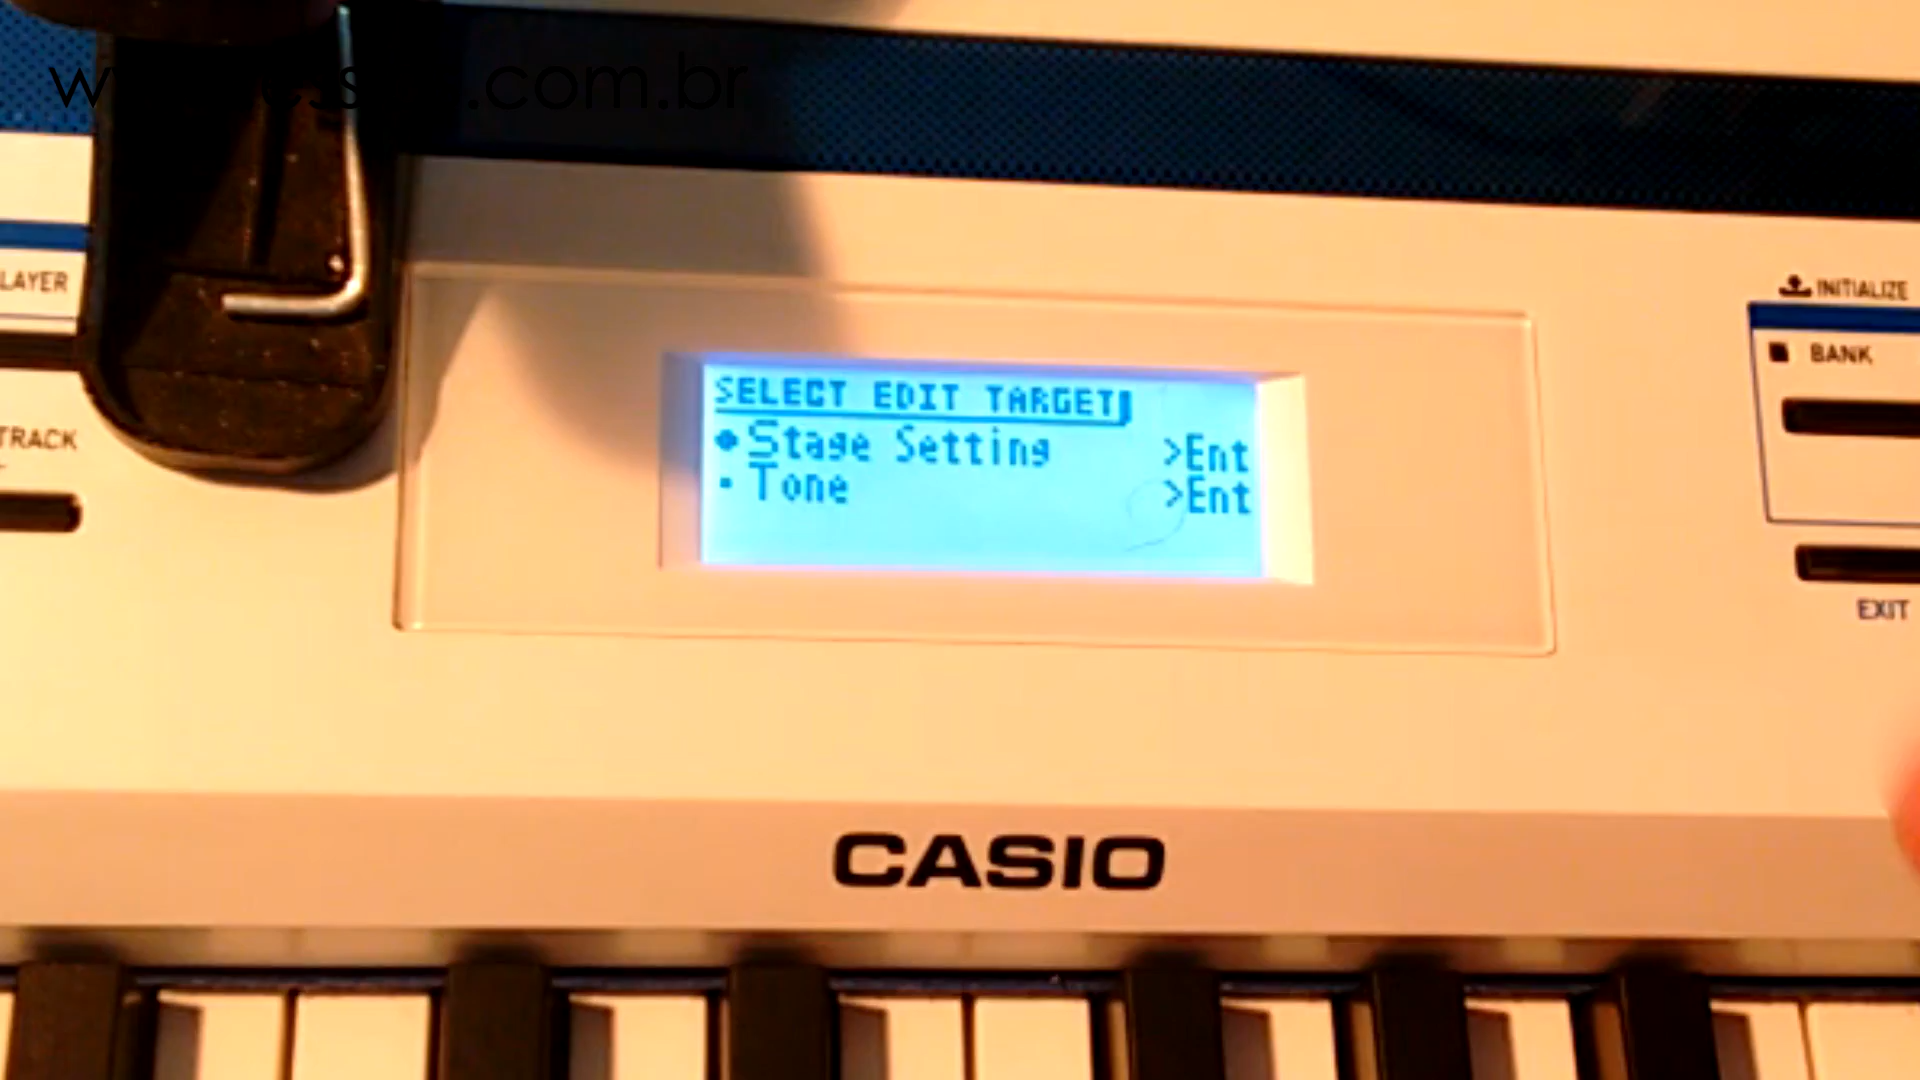 .com.br
LAYER
INITIALIZE
BANK
TRACK
SELECT EDIT TARGET
Stage Setting >Ent
Tone >Ent
EXIT
CASIO